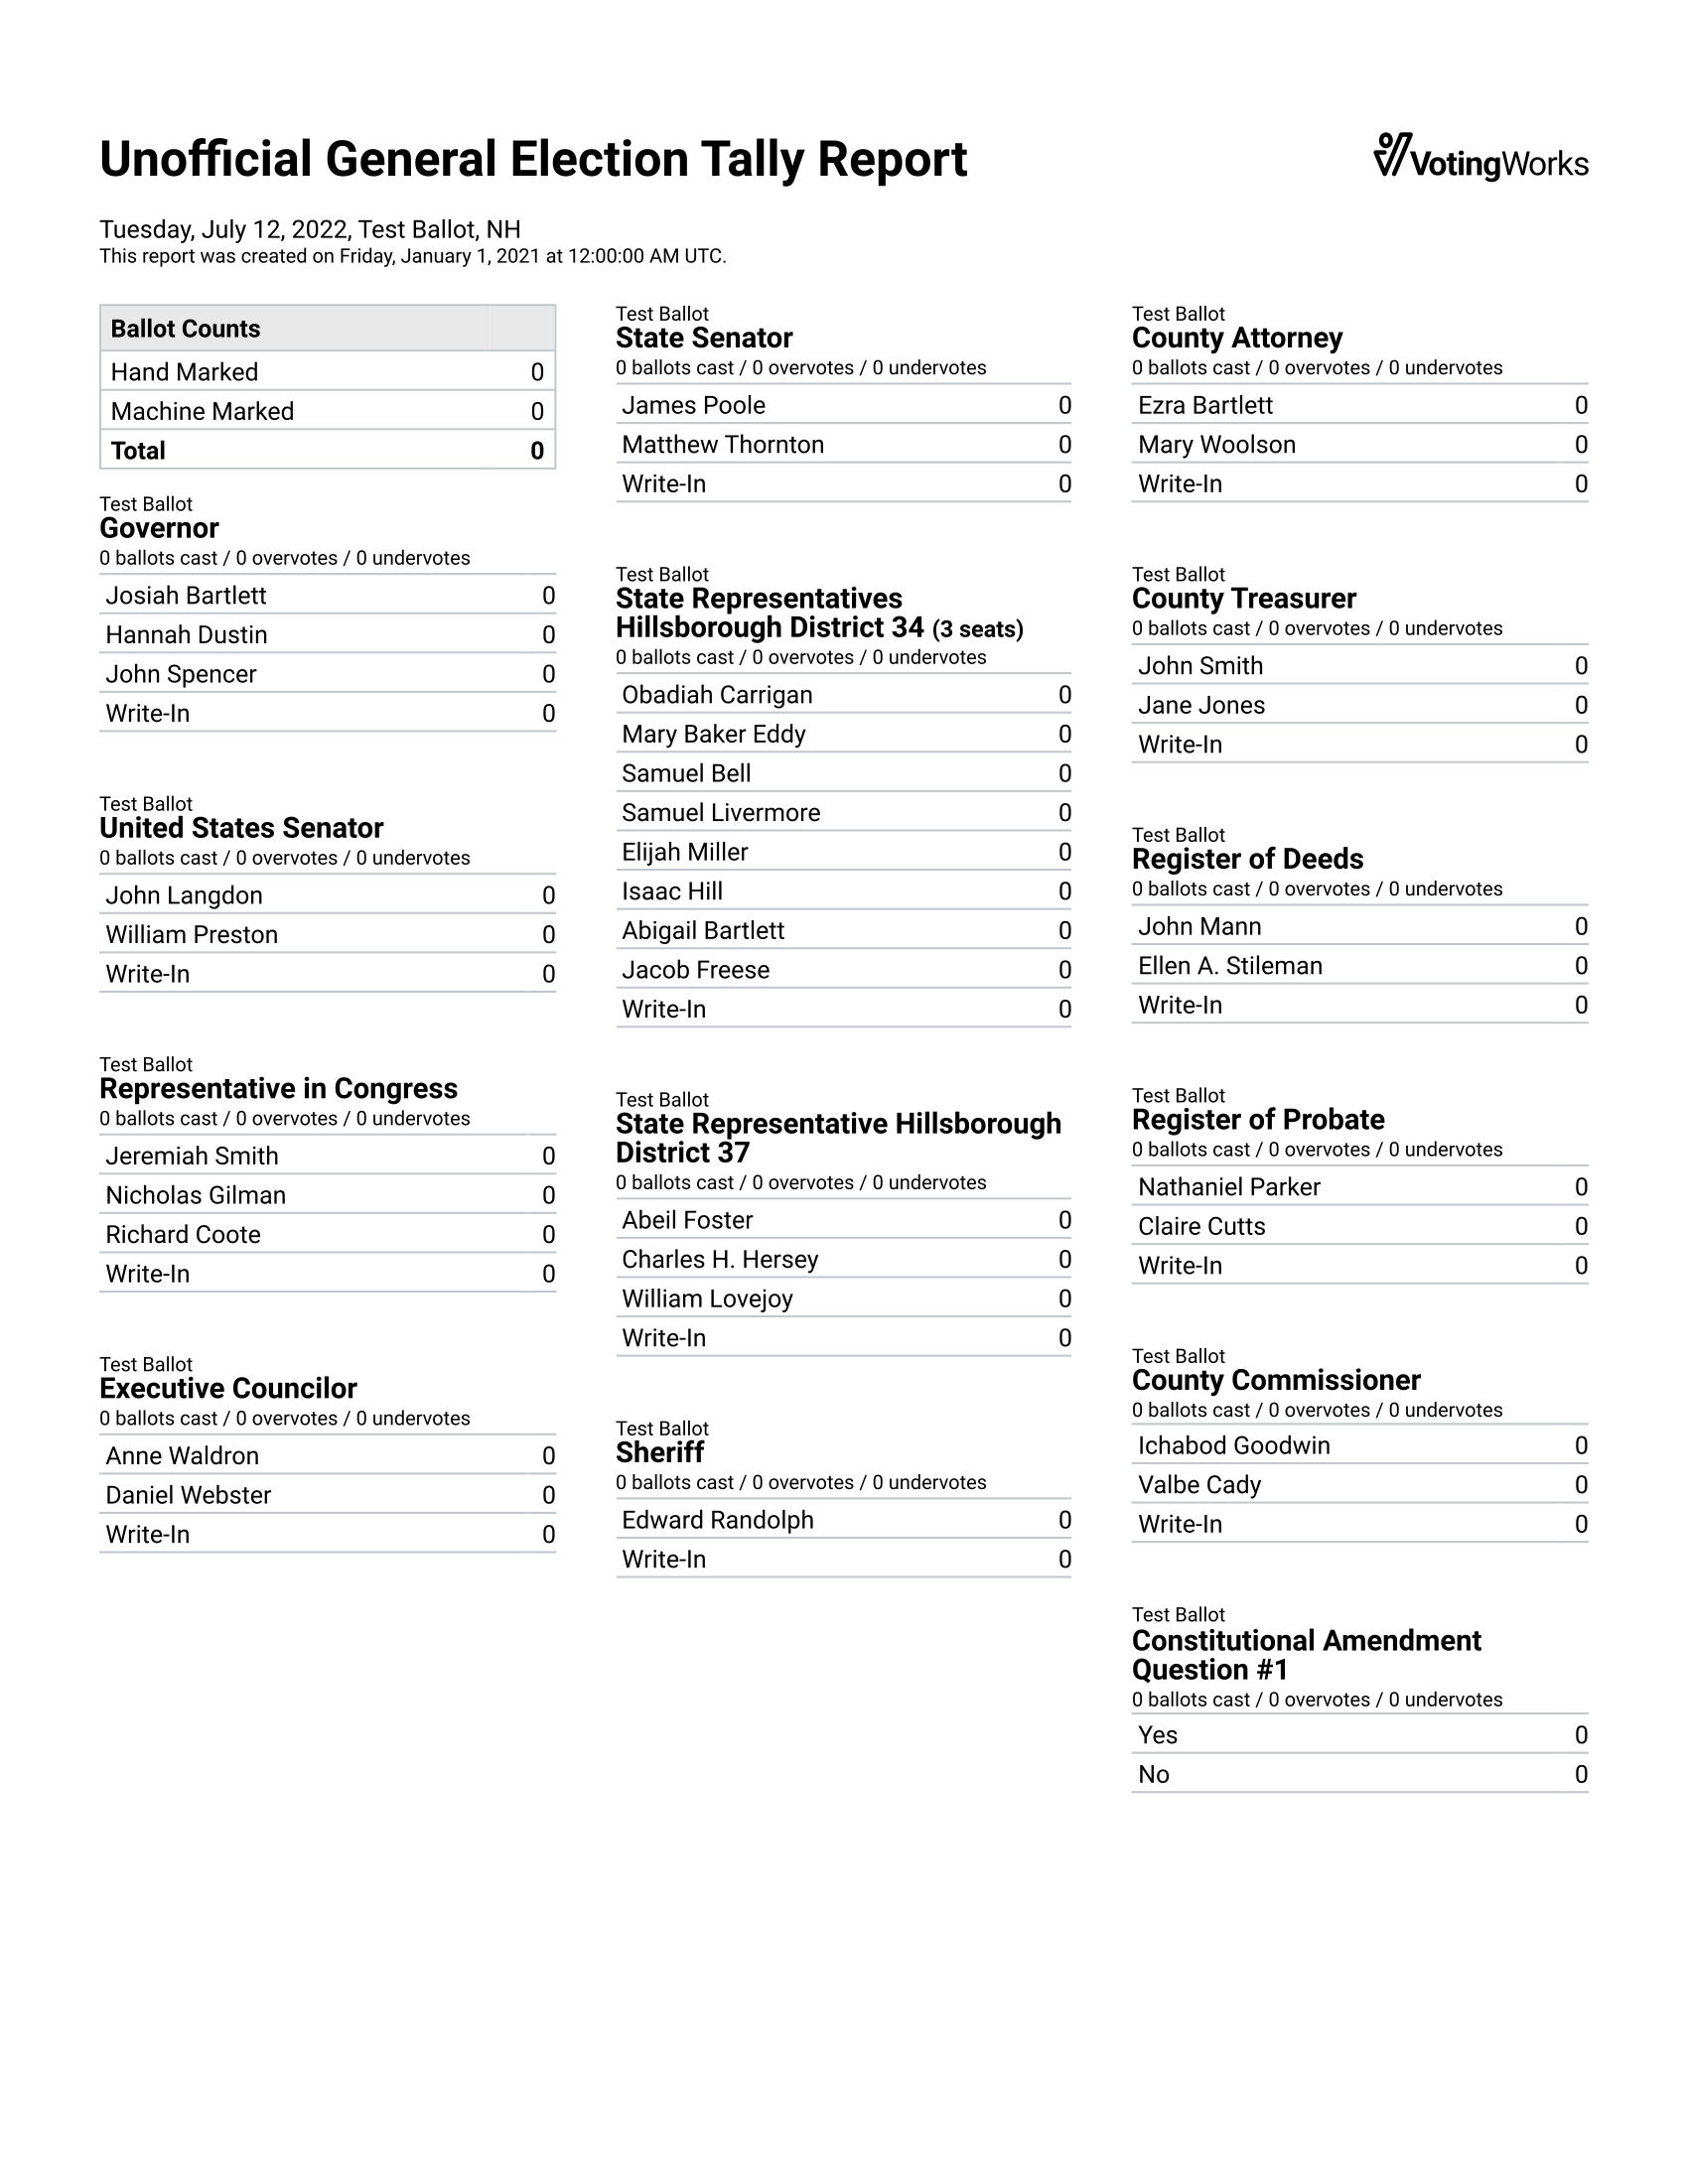 Unofficial General Election Tally Report
VotingWorks
Tuesday, July 12, 2022, Test Ballot, NH
This report was created on Friday, January 1, 2021 at 12:00:00 AM UTC.
Ballot Counts
Hand Marked 0
Machine Marked 0
Total 0
Test Ballot
Governor
0 ballots cast / 0 overvotes / 0 undervotes
Josiah Bartlett 0
Hannah Dustin 0
John Spencer 0
Write-In 0
Test Ballot
United States Senator
0 ballots cast / 0 overvotes / 0 undervotes
John Langdon 0
William Preston 0
Write-In 0
Test Ballot
Representative in Congress
0 ballots cast / 0 overvotes / 0 undervotes
Jeremiah Smith 0
Nicholas Gilman 0
Richard Coote 0
Write-In 0
Test Ballot
Executive Councilor
0 ballots cast / 0 overvotes / 0 undervotes
Anne Waldron 0
Daniel Webster 0
Write-In 0
Test Ballot
State Senator
0 ballots cast / 0 overvotes / 0 undervotes
James Poole 0
Matthew Thornton 0
Write-In 0
Test Ballot
State Representatives
Hillsborough District 34 (3 seats)
0 ballots cast / 0 overvotes / 0 undervotes
Obadiah Carrigan 0
Mary Baker Eddy 0
Samuel Bell 0
Samuel Livermore 0
Elijah Miller 0
Isaac Hill 0
Abigail Bartlett 0
Jacob Freese 0
Write-In 0
Test Ballot
State Representative Hillsborough
District 37
0 ballots cast / 0 overvotes / 0 undervotes
Abeil Foster 0
Charles H. Hersey 0
William Lovejoy 0
Write-In 0
Test Ballot
Sheriff
0 ballots cast / 0 overvotes / 0 undervotes
Edward Randolph 0
Write-In 0
Test Ballot
County Attorney
0 ballots cast / 0 overvotes / 0 undervotes
Ezra Bartlett 0
Mary Woolson 0
Write-In 0
Test Ballot
County Treasurer
0 ballots cast / 0 overvotes / 0 undervotes
John Smith 0
Jane Jones 0
Write-In 0
Test Ballot
Register of Deeds
0 ballots cast / 0 overvotes / 0 undervotes
John Mann 0
Ellen A. Stileman 0
Write-In 0
Test Ballot
Register of Probate
0 ballots cast / 0 overvotes / 0 undervotes
Nathaniel Parker 0
Claire Cutts 0
Write-In 0
Test Ballot
County Commissioner
0 ballots cast / 0 overvotes / 0 undervotes
Ichabod Goodwin 0
Valbe Cady 0
Write-In 0
Test Ballot
Constitutional Amendment
Question #1
0 ballots cast / 0 overvotes / 0 undervotes
Yes 0
No 0